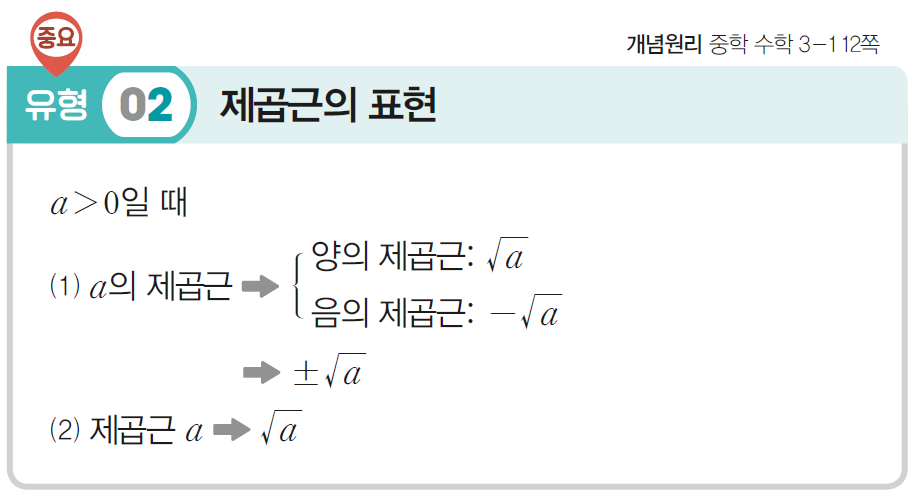 중요
개념원리 중학 수학 3-1 12쪽
유형 02 제곱근의 표현
a>0일 때
(1) a의 제곱근 ➡ { 양의 제곱근: √a
음의 제곱근: -√a
➡ ±√a
(2) 제곱근 a ➡ √a